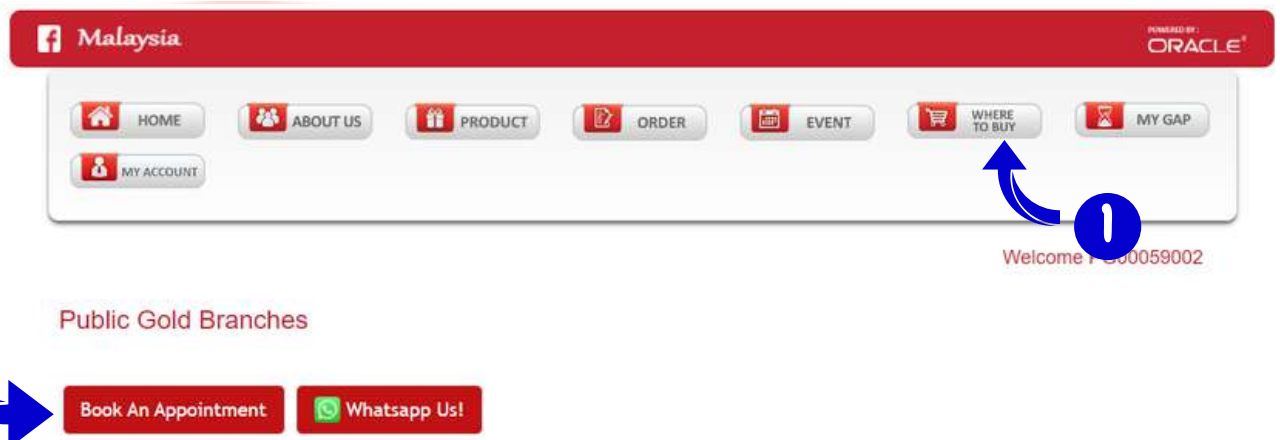 f Malaysia
POWERED BY:
ORACLE
HOME
ABOUT US
PRODUCT
ORDER
EVENT
WHERE
TO BUY
MY GAP
MY ACCOUNT
1
Welcome 00059002
Public Gold Branches
Book An Appointment
Whatsapp Us!